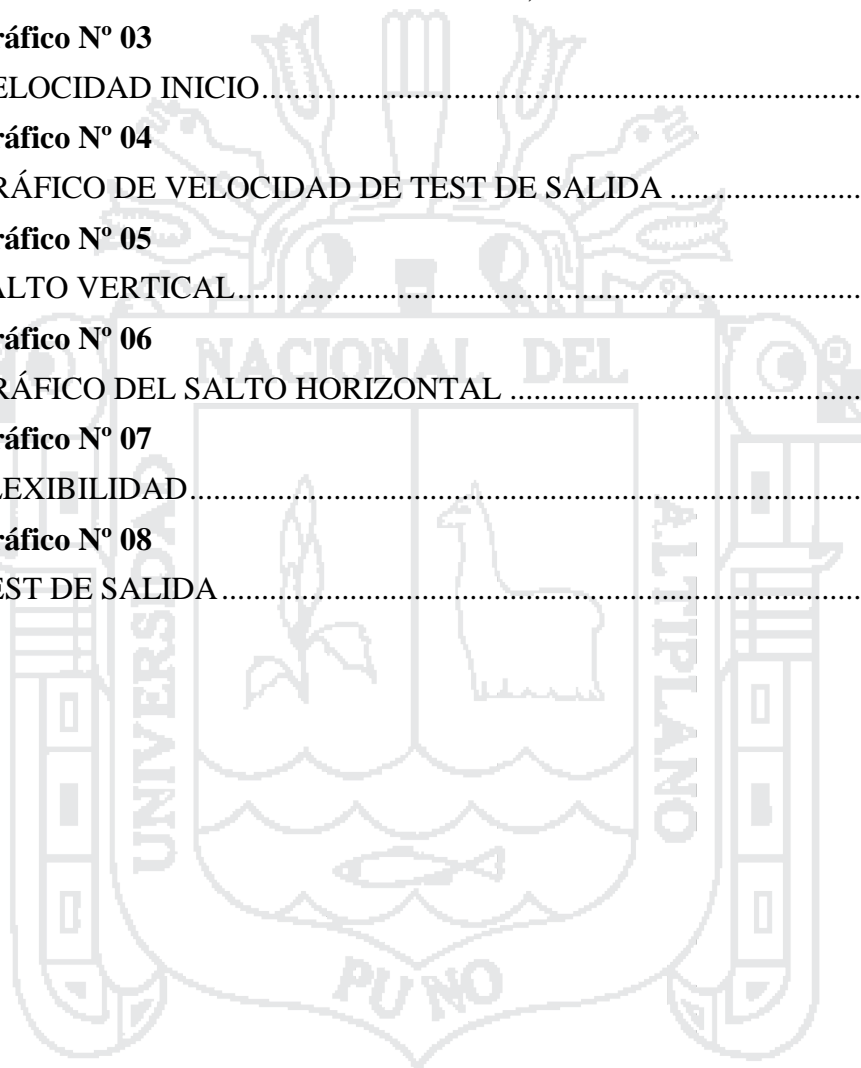 ráfico Nº 03
ELOCIDAD INICIO
ráfico Nº 04
RÁFICO DE VELOCIDAD DE TEST DE SALIDA
ráfico Nº 05
ALTO VERTICAL
ráfico Nº 06
NACIONAL DEL
RÁFICO DEL SALTO HORIZONTAL
ráfico Nº 07
LEXIBILIDAD
ráfico Nº 08
EST DE SALIDA
UNIVERSIDAD
ALTIPLANO
PUNO